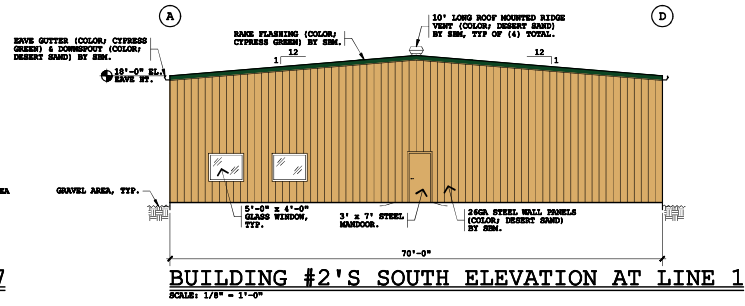 A
D
10' LONG ROOF MOUNTED RIDGE
VENT (COLOR; DESERT SAND)
BY SBM, TYP OF (4) TOTAL.
EAVE GUTTER (COLOR; CYPRESS
GREEN) & DOWNSPOUT (COLOR;
DESERT SAND) BY SBM.
RAKE FLASHING (COLOR;
CYPRESS GREEN) BY SBM.
12
1
12
1
18'-0" EL.
EAVE HT.
EA
GRAVEL AREA, TYP.
5'-0" x 4'-0"
GLASS WINDOW,
TYP.
3' x 7' STEEL
MANDOOR.
26GA STEEL WALL PANELS
(COLOR; DESERT SAND)
BY SBM.
70'-0"
7
BUILDING #2'S SOUTH ELEVATION AT LINE 1
SCALE: 1/8" = 1'-0"